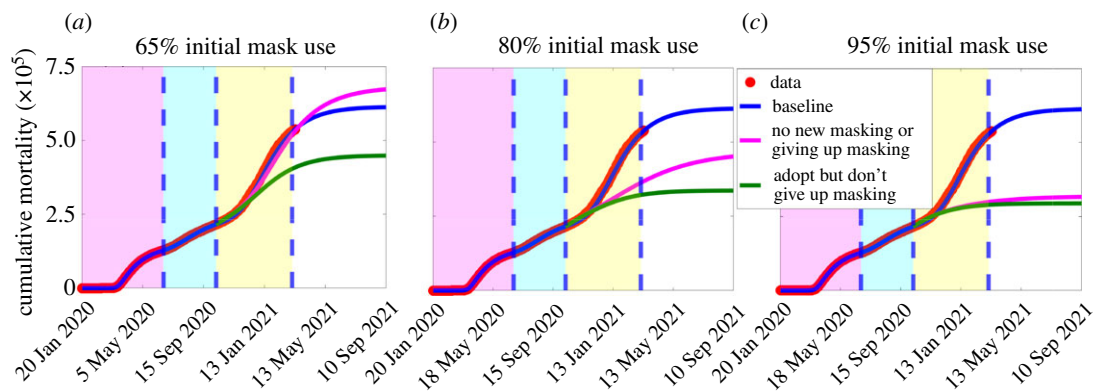 (a)
65% initial mask use
(b)
80% initial mask use
(c)
95% initial mask use
cumulative mortality (×10⁵)
7.5
5.0
2.5
0
20 Jan 2020
5 May 2020
15 Sep 2020
13 Jan 2021
13 May 2021
10 Sep 2021
20 Jan 2020
18 May 2020
15 Sep 2020
13 Jan 2021
13 May 2021
10 Sep 2021
20 Jan 2020
18 May 2020
15 Sep 2020
13 Jan 2021
13 May 2021
10 Sep 2021
data
baseline
no new masking or
giving up masking
adopt but don't
give up masking